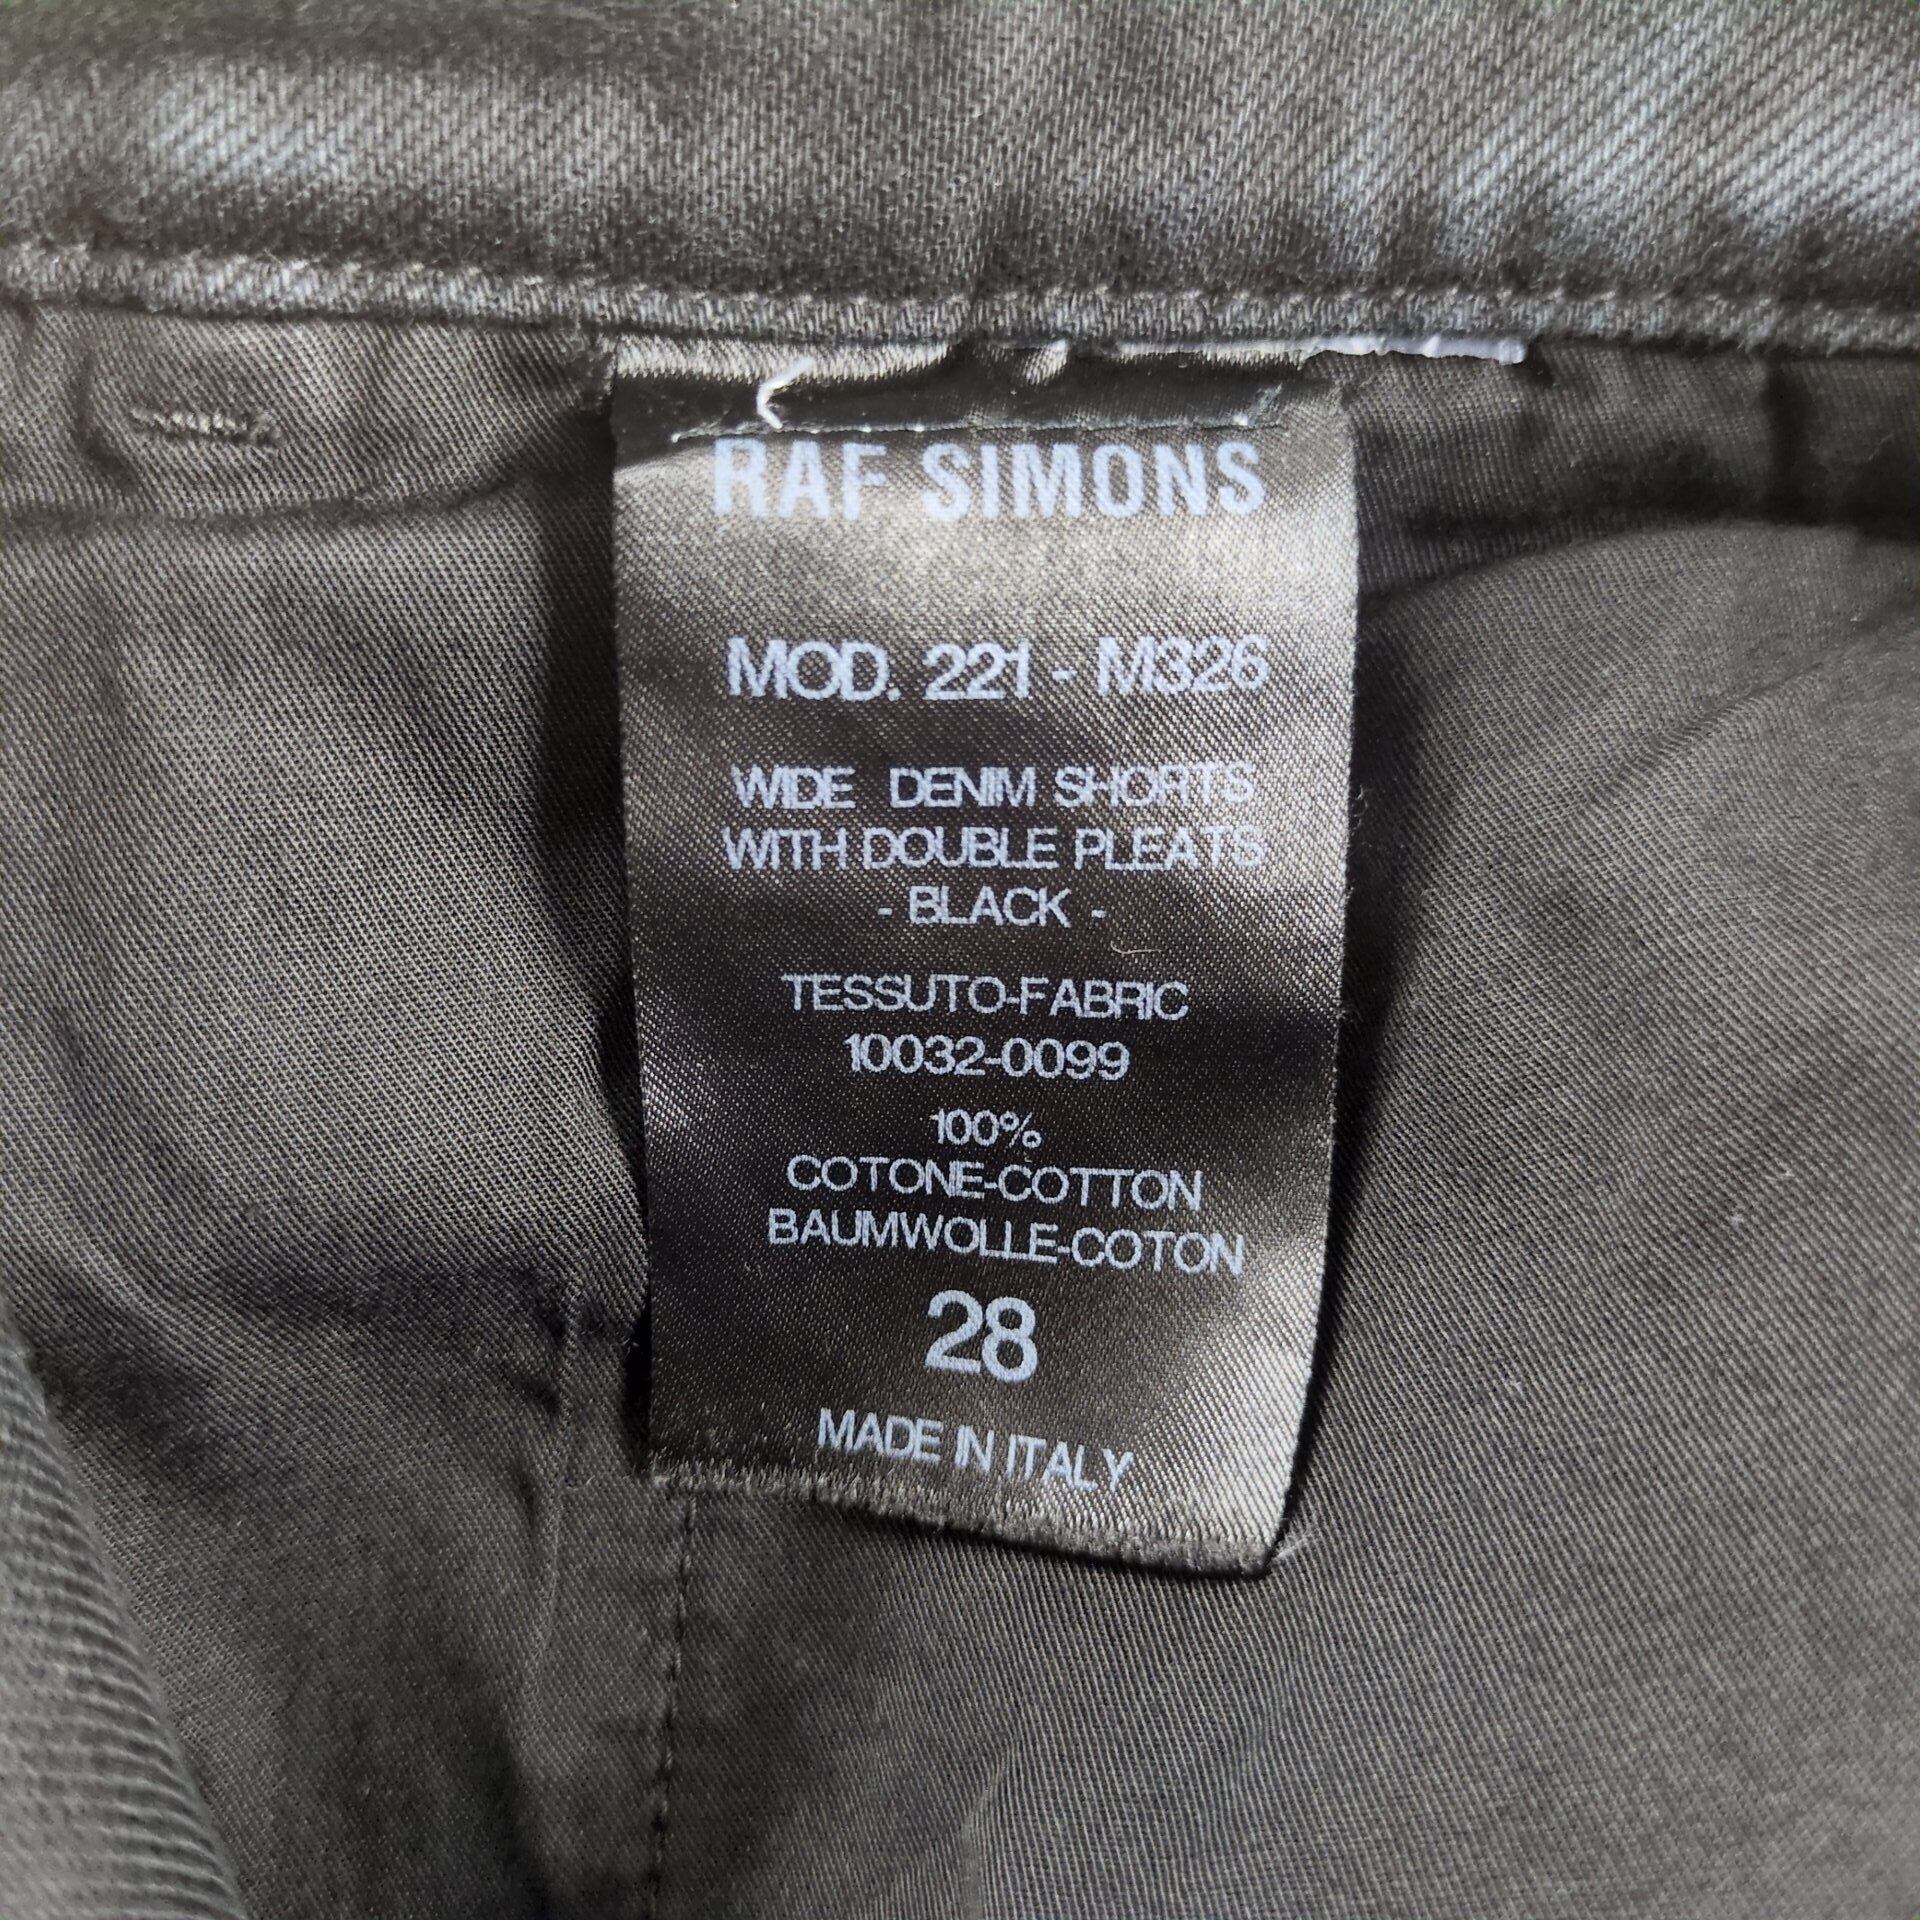 RAF SIMONS
MOD. 221 - M326
WIDE DENIM SHORTS
WITH DOUBLE PLEATS
- BLACK -
TESSUTO-FABRIC
10032-0099
100%
COTONE-COTTON
BAUMWOLLE-COTON
28
MADE IN ITALY